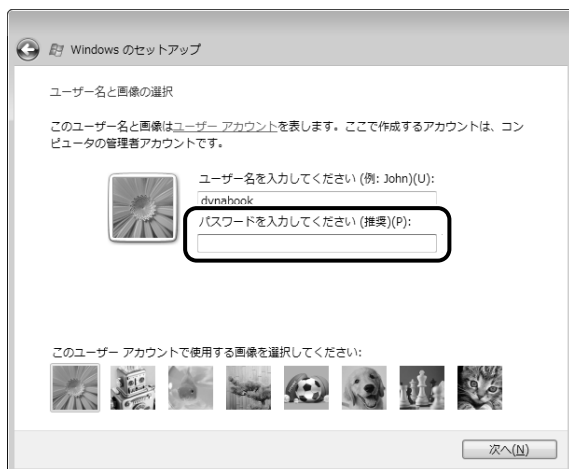 Windows のセットアップ
ユーザー名と画像の選択
このユーザー名と画像はユーザー アカウントを表します。ここで作成するアカウントは、コン
ピュータの管理者アカウントです。
ユーザー名を入力してください (例: John)(U):
dynabook
パスワードを入力してください (推奨)(P):
このユーザー アカウントで使用する画像を選択してください:
次へ(N)